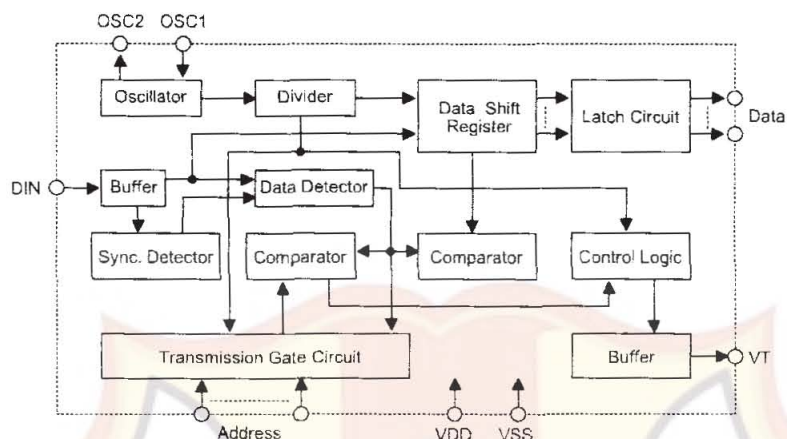 OSC2 OSC1
Oscillator
Divider
Data Shift
Register
Latch Circuit
Data
DIN
Buffer
Data Detector
Sync. Detector
Comparator
Comparator
Control Logic
Transmission Gate Circuit
Buffer
VT
Address
VDD
VSS